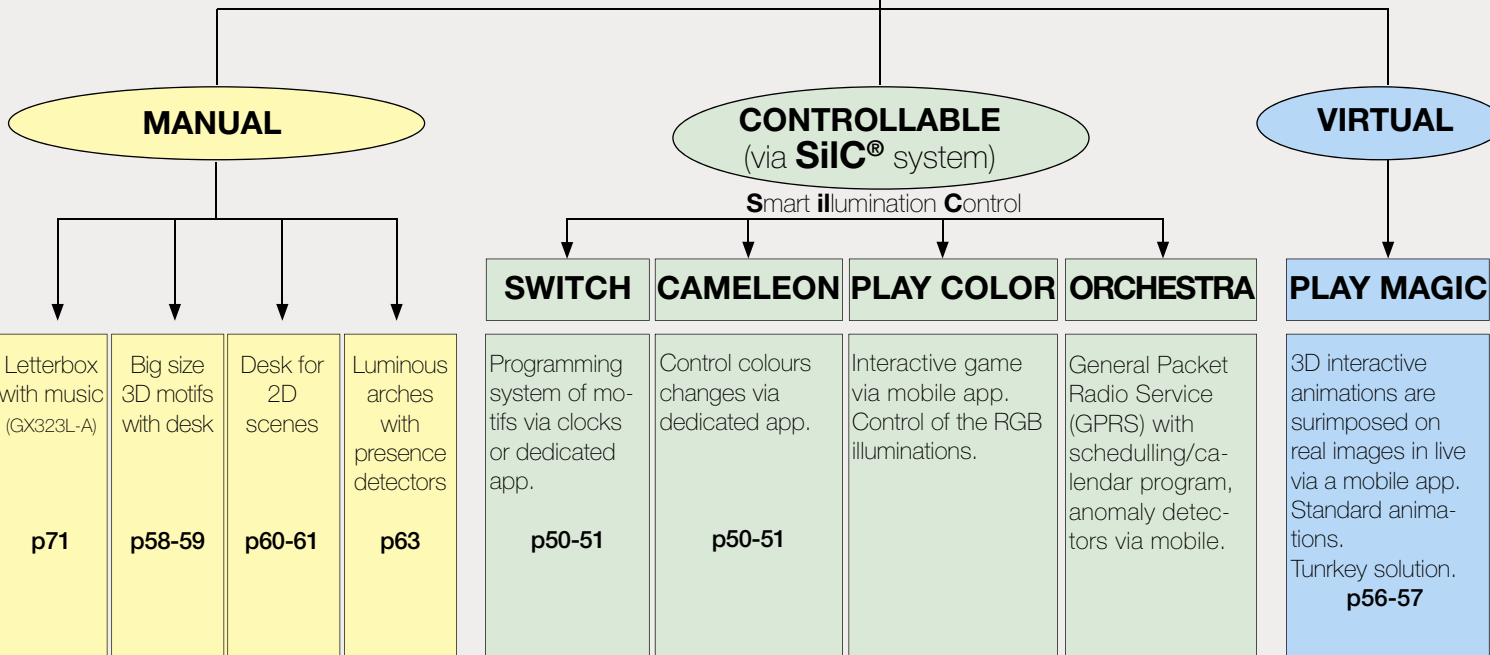 MANUAL
Letterbox
with music
(GX323L-A)
p71
Big size
3D motifs
with desk
p58-59
Desk for
2D
scenes
p60-61
Luminous
arches
with
presence
detectors
p63
CONTROLLABLE
(via SilC® system)
Smart illumination Control
SWITCH
Programming
system of mo-
tifs via clocks
or dedicated
app.
p50-51
CAMELEON
Control colours
changes via
dedicated app.
p50-51
PLAY COLOR
Interactive game
via mobile app.
Control of the RGB
illuminations.
ORCHESTRA
General Packet
Radio Service
(GPRS) with
schedulling/ca-
lendar program,
anomaly detec-
tors via mobile.
VIRTUAL
PLAY MAGIC
3D interactive
animations are
surimposed on
real images in live
via a mobile app.
Standard anima-
tions.
Tunrkey solution.
p56-57